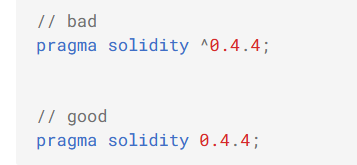 // bad
pragma solidity ^0.4.4;
// good
pragma solidity 0.4.4;